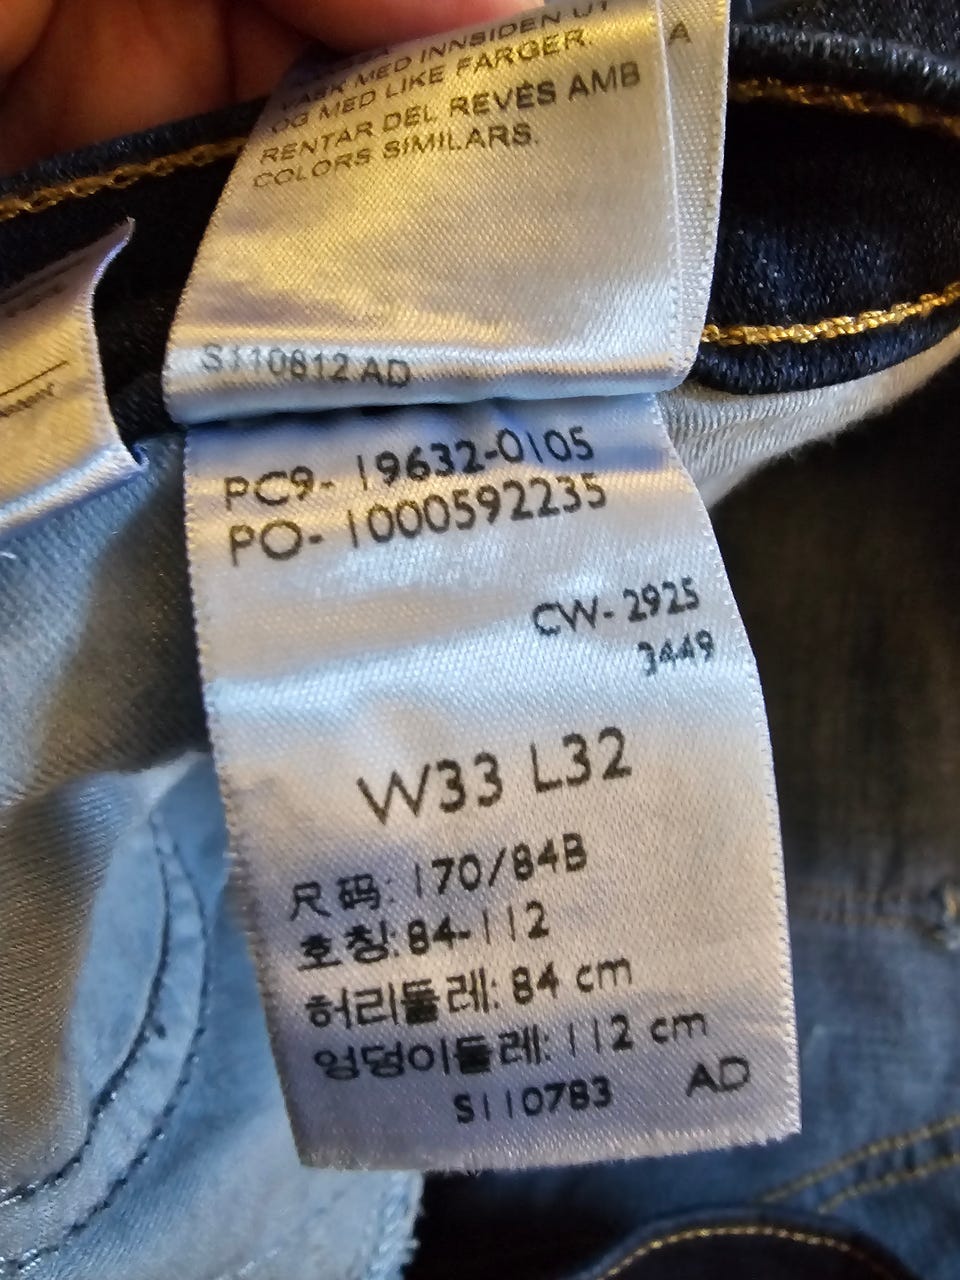 VASK MED INNSIDEN UT
OG MED LIKE FARGER.
RENTAR DEL REVÉS AMB
COLORS SIMILARS.
A
S110812 AD
PC9- 19632-0105
PO- 1000592235
CW- 2925
3449
W33 L32
尺码: 170/84B
호칭: 84-112
허리둘레: 84 cm
엉덩이둘레: 112 cm
S110783 AD